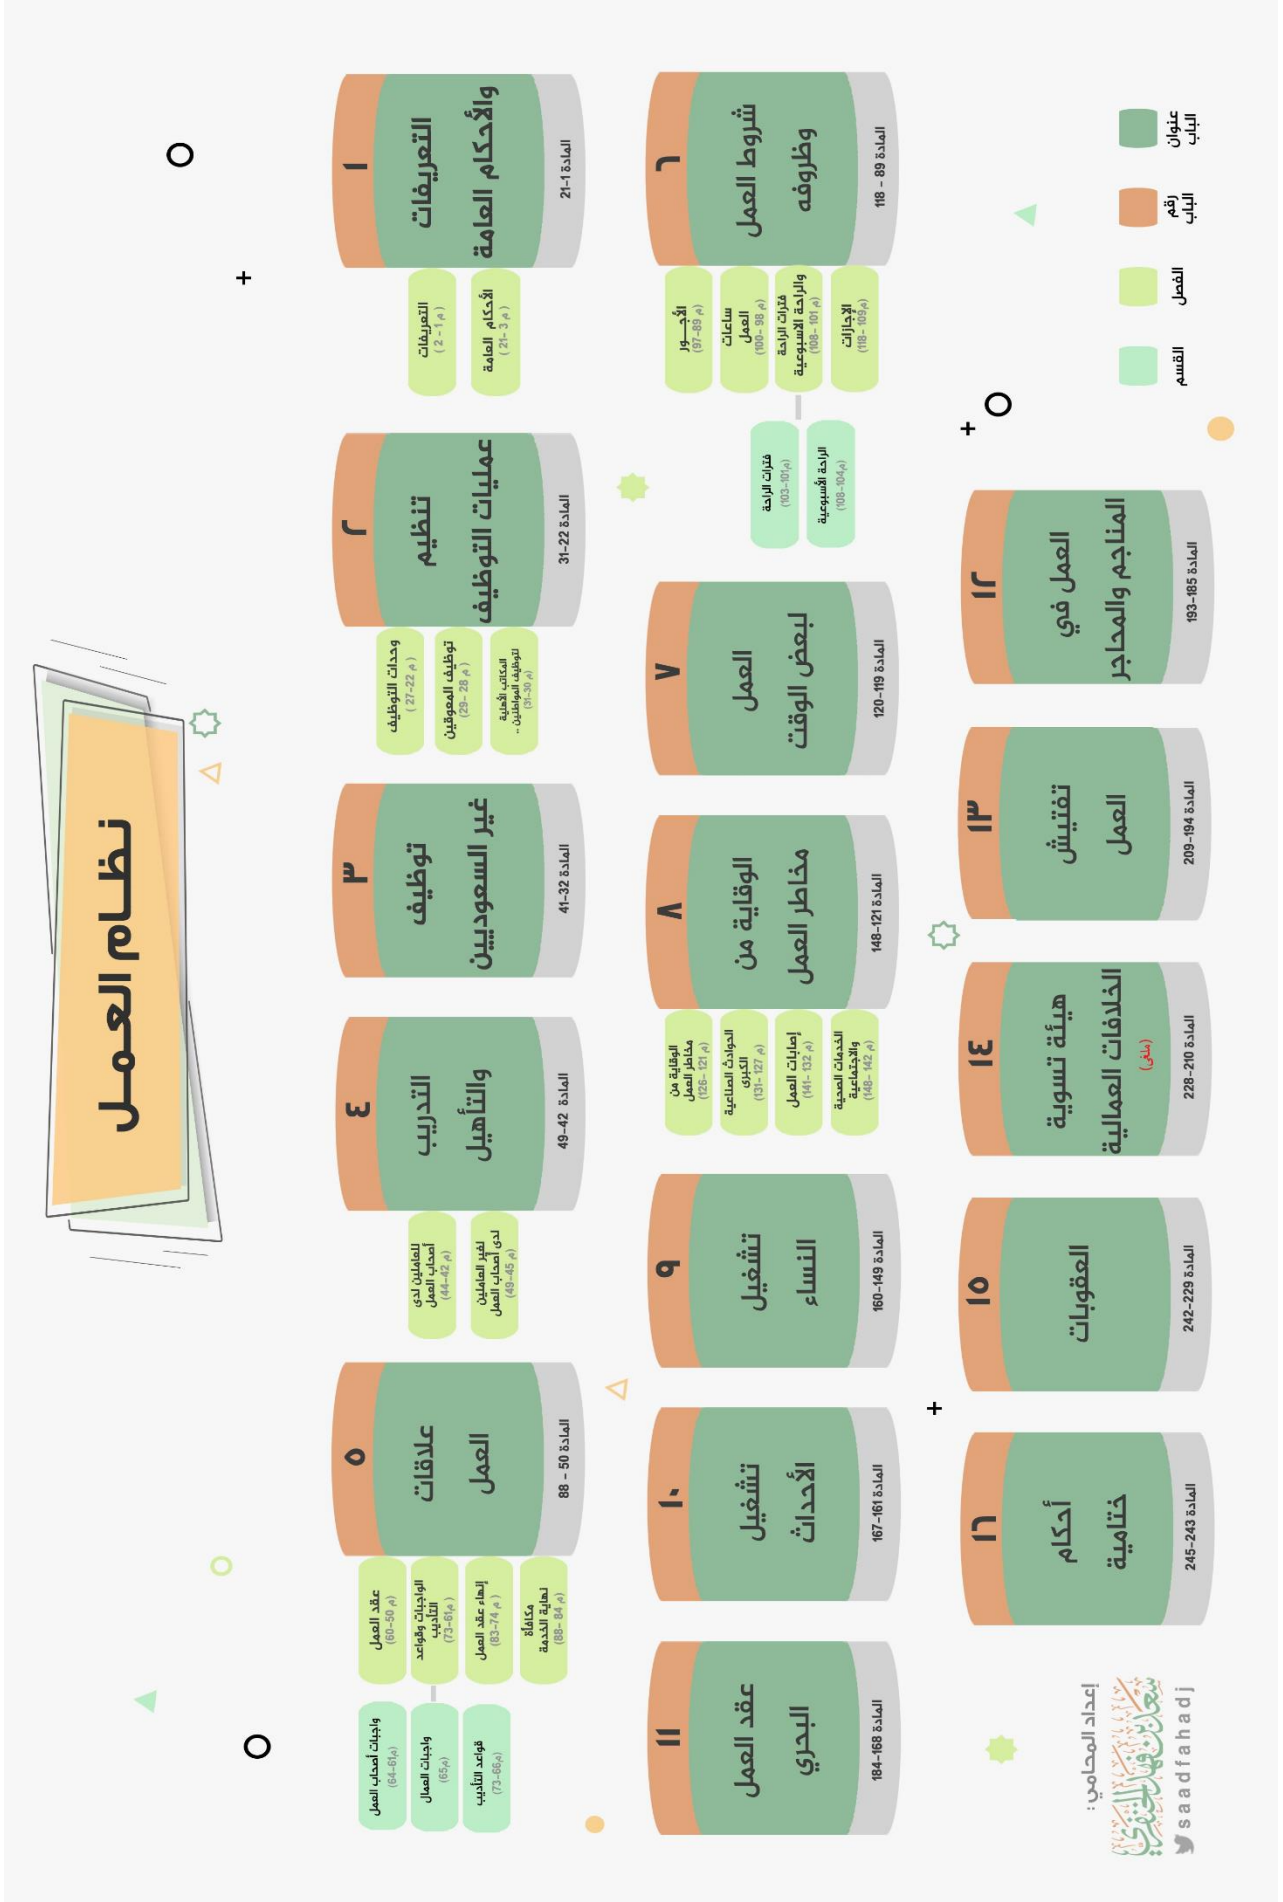 نظام العمل
١
التعريفات
والأحكام العامة
المادة 1-21
التعريفات
( م 1 - 2 )
الأحكام العامة
( م 3 -21 )
٢
تنظيم
عمليات التوظيف
المادة 22-31
وحدات التوظيف
( م 22-27 )
توظيف المعوقين
( م 28 -29)
المكاتب الأهلية
لتوظيف المواطنين ..
(م 30-31)
٣
توظيف
غير السعوديين
المادة 32-41
٤
التدريب
والتأهيل
المادة 42-49
للعاملين لدى
أصحاب العمل
(م 42-44)
لغير العاملين
لدى أصحاب العمل
(م 45-49)
٥
علاقات
العمل
المادة 50 - 88
عقد العمل
(م 50-60)
الواجبات وقواعد
التأديب
(م61-73)
إنهاء عقد العمل
( م 74-83)
مكافأة
نهاية الخدمة
(م 84 -88)
واجبات أصحاب العمل
(م61-64)
واجبات العمال
(م65)
قواعد التأديب
(م66-73)
٦
شروط العمل
وظروفه
المادة 89 - 118
الأجـــور
(م 89-97)
ساعات
العمل
(م 98 -100)
فترات الراحة
والراحة الاسبوعية
(م 101 -108)
الإجازات
(م109 -118)
فترات الراحة
(م101-103)
الراحة الأسبوعية
(م104-108)
٧
العمل
لبعض الوقت
المادة 119-120
٨
الوقاية من
مخاطر العمل
المادة 121-148
الوقاية من
مخاطر العمل
(م 121 -126)
الحوادث الصناعية
الكبرى
(م 127 -131)
إصابات العمل
(م 132 -141)
الخدمات الصحية
والاجتماعية
(م 142 -148)
٩
تشغيل
النساء
المادة 149-160
١٠
تشغيل
الأحداث
المادة 161-167
١١
عقد العمل
البحري
المادة 168-184
١٢
العمل في
المناجم والمحاجر
المادة 185-193
١٣
تفتيش
العمل
المادة 194-209
١٤
هيئة تسوية
الخلافات العمالية
(ملغى)
المادة 210-228
١٥
العقوبات
المادة 229-242
١٦
أحكام
ختامية
المادة 243-245
عنوان
الباب
رقم
الباب
الفصل
القسم
إعداد المحامي:
saadfahadj